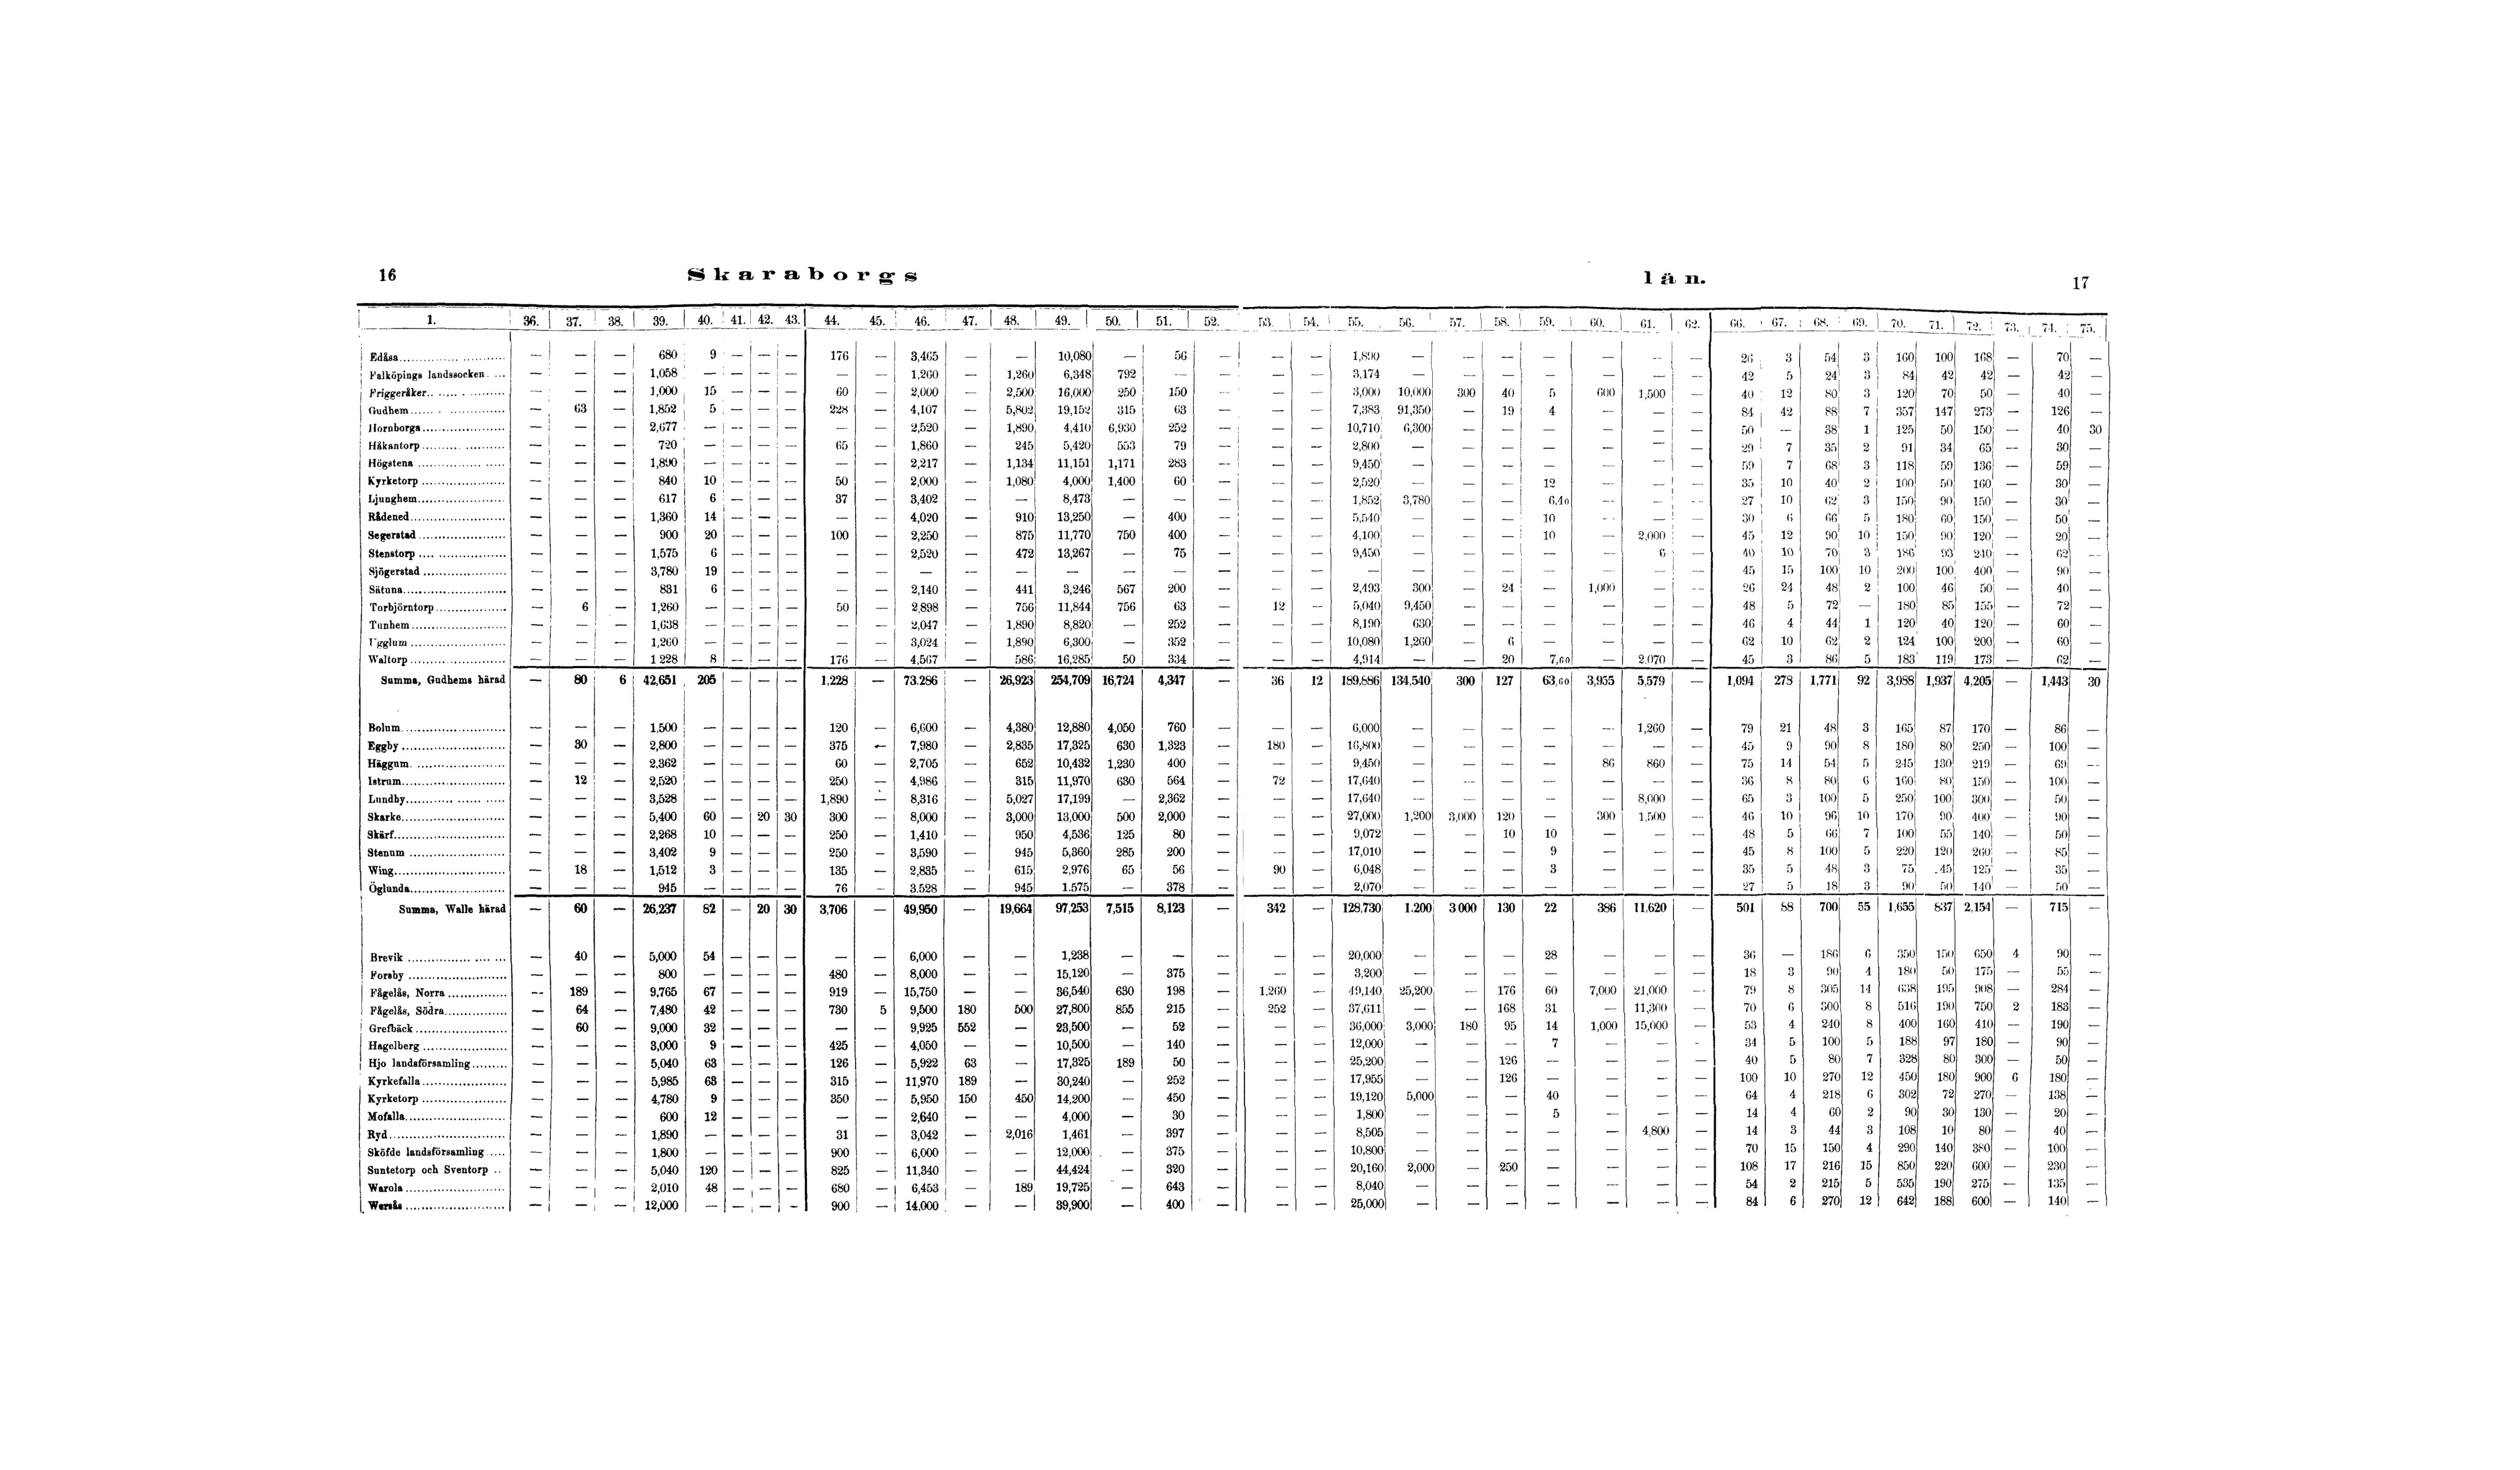 16 Skaraborgs län. 17
1. 36. 37. 38. 39. 40. 41. 42. 43. 44. 45. 46. 47. 48. 49. 50. 51. 52. 53. 54. 55. 56. 57. 58. 59. 60. 61. 62. 66. 67. 68. 69. 70. 71. 72. 73. 74. 75.
Edåsa — — — 680 9 — — — 176 — 3,465 — — 10,080 — 56 — — — 1,890 — — — — — — — 26 3 54 3 160 100 168 — 70 —
Falköpings landssocken — — — 1,058 — — — — — — 1,260 — 1,260 6,348 792 — — — — 3,174 — — — — — — — 42 5 24 3 84 42 42 — 42 —
Friggeråker — — — 1,000 15 — — — 60 — 2,000 — 2,500 16,000 250 150 — — — 3,000 10,000 300 40 5 600 1,500 — 40 12 80 3 120 70 50 — 40 —
Gudhem — 63 — 1,852 5 — — — 228 — 4,107 — 5,802 19,152 315 63 — — — 7,383 91,350 — 19 4 — — — 84 42 88 7 357 147 273 — 126 —
Hornborga — — — 2,677 — — — — — — 2,520 — 1,890 4,410 6,930 252 — — — 10,710 6,300 — — — — — — 50 — 38 1 125 50 150 — 40 30
Håkantorp — — — 720 — — — — 65 — 1,860 — 245 5,420 553 79 — — — 2,800 — — — — — — — 29 7 35 2 91 34 65 — 30 —
Högstena — — — 1,890 — — — — — — 2,217 — 1,134 11,151 1,171 283 — — — 9,450 — — — — — — — 59 7 68 3 118 59 136 — 59 —
Kyrketorp — — — 840 10 — — — 50 — 2,000 — 1,080 4,000 1,400 60 — — — 2,520 — — — 12 — — — 35 10 40 2 100 50 160 — 30 —
Ljunghem — — — 617 6 — — — 37 — 3,402 — — 8,473 — — — — — 1,852 3,780 — — 6,40 — — — 27 10 62 3 150 90 150 — 30 —
Rådened — — — 1,360 14 — — — — — 4,020 — 910 13,250 — 400 — — — 5,540 — — — 10 — — — 30 6 66 5 180 60 150 — 50 —
Segerstad — — — 900 20 — — — 100 — 2,250 — 875 11,770 750 400 — — — 4,100 — — — 10 — 2,000 — 45 12 90 10 150 90 120 — 20 —
Stenstorp — — — 1,575 6 — — — — — 2,520 — 472 13,267 — 75 — — — 9,450 — — — — — 6 — 40 10 70 3 186 93 240 — 62 —
Sjögerstad — — — 3,780 19 — — — — — — — — — — — — — — — — — — — — — — 45 15 100 10 200 100 400 — 90 —
Sätuna — — — 831 6 — — — — — 2,140 — 441 3,246 567 200 — — — 2,493 300 — 24 — 1,000 — — 26 24 48 2 100 46 50 — 40 —
Torbjörntorp — 6 — 1,260 — — — — 50 — 2,898 — 756 11,844 756 63 — 12 — 5,040 9,450 — — — — — — 48 5 72 — 180 85 155 — 72 —
Tunhem — — — 1,638 — — — — — — 2,047 — 1,890 8,820 — 252 — — — 8,190 630 — — — — — — 46 4 44 1 120 40 120 — 60 —
Ugglum — — — 1,260 — — — — — — 3,024 — 1,890 6,300 — 352 — — — 10,080 1,260 — 6 — — — — 62 10 62 2 124 100 200 — 60 —
Waltorp — — — 1 228 8 — — — 176 — 4,567 — 586 16,285 50 334 — — — 4,914 — — 20 7,60 — 2,070 — 45 3 86 5 183 119 173 — 62 —
Summa, Gudhems härad — 80 6 42,651 205 — — — 1,228 — 73.286 — 26,923 254,709 16,724 4,347 — 36 12 189,886 134,540 300 127 63,60 3,955 5,579 — 1,094 278 1,771 92 3,988 1,937 4,205 — 1,443 30
Bolum — — — 1,500 — — — — 120 — 6,600 — 4,380 12,880 4,050 760 — — — 6,000 — — — — — 1,260 — 79 21 48 3 165 87 170 — 86 —
Eggby — 30 — 2,800 — — — — 375 — 7,980 — 2,835 17,325 630 1,323 — 180 — 16,800 — — — — — — — 45 9 90 8 180 80 250 — 100 —
Häggum — — — 2,362 — — — — 60 — 2,705 — 652 10,432 1,230 400 — — — 9,450 — — — — 86 860 — 75 14 54 5 245 130 219 — 69 —
Istrum — 12 — 2,520 — — — — 250 — 4,986 — 315 11,970 630 564 — 72 — 17,640 — — — — — — — 36 8 80 6 160 80 150 — 100 —
Lundby — — — 3,528 — — — — 1,890 — 8,316 — 5,027 17,199 — 2,362 — — — 17,640 — — — — — 8,000 — 65 3 100 5 250 100 300 — 50 —
Skarke — — — 5,400 60 — 20 30 300 — 8,000 — 3,000 13,000 500 2,000 — — — 27,000 1,200 3,000 120 — 300 1,500 — 46 10 96 10 170 90 400 — 90 —
Skärf — — — 2,268 10 — — — 250 — 1,410 — 950 4,536 125 80 — — — 9,072 — — 10 10 — — — 48 5 66 7 100 55 140 — 50 —
Stenum — — — 3,402 9 — — — 250 — 3,590 — 945 5,360 285 200 — — — 17,010 — — — 9 — — — 45 8 100 5 220 120 260 — 85 —
Wing — 18 — 1,512 3 — — — 135 — 2,835 — 615 2,976 65 56 — 90 — 6,048 — — — 3 — — — 35 5 48 3 75 45 125 — 35 —
Öglunda — — — 945 — — — — 76 — 3.528 — 945 1.575 — 378 — — — 2,070 — — — — — — — 27 5 18 3 90 50 140 — 50 —
Summa, Walle härad — 60 — 26,237 82 — 20 30 3,706 — 49,950 — 19,664 97,253 7,515 8,123 — 342 — 128,730 1.200 3 000 130 22 386 11,620 — 501 88 700 55 1,655 837 2,154 — 715 —
Brevik — 40 — 5,000 54 — — — — — 6,000 — — 1,238 — — — — — 20,000 — — — 28 — — — 36 — 186 6 350 150 650 4 90 —
Forsby — — — 800 — — — — 480 — 8,000 — — 15,120 — 375 — — — 3,200 — — — — — — — 18 3 90 4 180 50 175 — 55 —
Fågelås, Norra — 189 — 9,765 67 — — — 919 — 15,750 — — 36,540 630 198 — 1,260 — 49,140 25,200 — 176 60 7,000 21,000 — 79 8 305 14 638 195 908 — 284 —
Fågelås, Södra — 64 — 7,480 42 — — — 730 5 9,500 180 500 27,800 855 215 — 252 — 37,611 — — 168 31 — 11,300 — 70 6 300 8 516 190 750 2 183 —
Grefbäck — 60 — 9,000 32 — — — — — 9,925 552 — 23,500 — 52 — — — 36,000 3,000 180 95 14 1,000 15,000 — 53 4 240 8 400 160 410 — 190 —
Hagelberg — — — 3,000 9 — — — 425 — 4,050 — — 10,500 — 140 — — — 12,000 — — — 7 — — - 34 5 100 5 188 97 180 — 90 —
Hjo landsförsamling — — — 5,040 63 — — — 126 — 5,922 63 — 17,325 189 50 — — — 25,200 — — 126 — — — — 40 5 80 7 328 80 300 — 50 —
Kyrkefalla — — — 5,985 63 — — — 315 — 11,970 189 — 30,240 — 252 — — — 17,955 — — 126 — — — — 100 10 270 12 450 180 900 6 180 —
Kyrketorp — — — 4,780 9 — — — 350 — 5,950 150 450 14,200 — 450 — — — 19,120 5,000 — — 40 — — — 64 4 218 6 302 72 270 — 138 —
Mofalla — — — 600 12 — — — — — 2,640 — — 4,000 — 30 — — — 1,800 — — — 5 — — — 14 4 60 2 90 30 130 — 20 —
Ryd — — — 1,890 — — — — 31 — 3,042 — 2,016 1,461 — 397 — — — 8,505 — — — — — 4,800 — 14 3 44 3 108 10 80 — 40 —
Sköfde landsförsamling — — — 1,800 — — — — 900 — 6,000 — — 12,000 — 375 — — — 10,800 — — — — — — — 70 15 150 4 290 140 380 — 100 —
Suntetorp och Sventorp — — — 5,040 120 — — — 825 — 11,340 — — 44,424 — 320 — — — 20,160 2,000 — 250 — — — — 108 17 216 15 850 220 600 — 230 —
Warola — — — 2,010 48 — — — 680 — 6,453 — 189 19,725 — 643 — — — 8,040 — — — — — — — 54 2 215 5 535 190 275 — 135 —
Wersås — — — 12,000 — — — — 900 — 14,000 — — 39,900 — 400 — — — 25,000 — — — — — — — 84 6 270 12 642 188 600 — 140 —